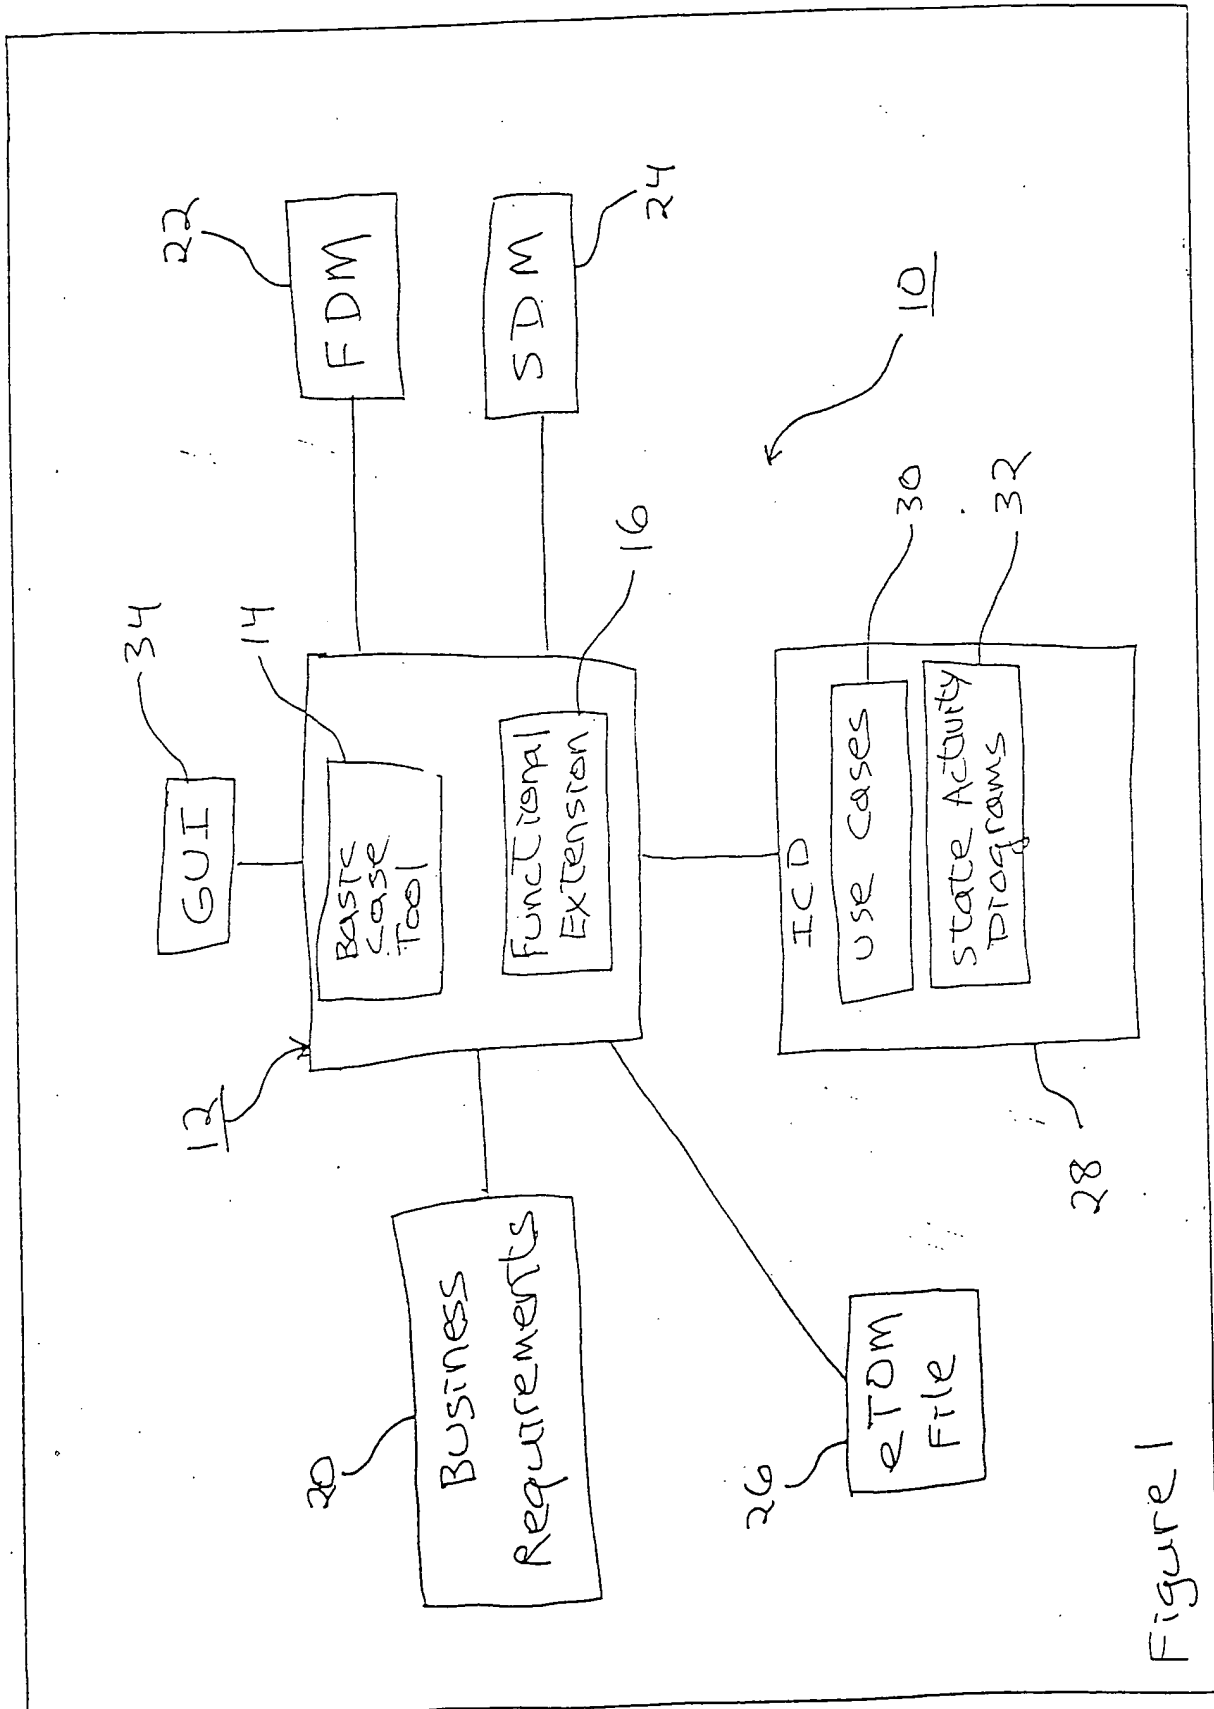 34
GUI
14
22
FDM
12
Basic
Case
Tool
20
Business
Requirements
Functional
Extension
16
SDM
24
26
eTOM
File
ICD
Use Cases
30
State Activity
Diagrams
32
28
10
Figure 1